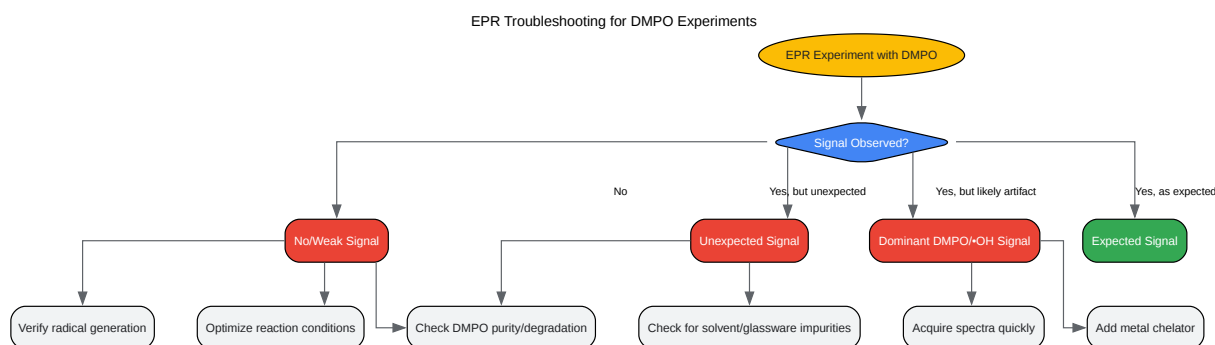 EPR Troubleshooting for DMPO Experiments
EPR Experiment with DMPO
Signal Observed?
No
Yes, but unexpected
Yes, but likely artifact
Yes, as expected
No/Weak Signal
Unexpected Signal
Dominant DMPO/•OH Signal
Expected Signal
Verify radical generation
Optimize reaction conditions
Check DMPO purity/degradation
Check for solvent/glassware impurities
Acquire spectra quickly
Add metal chelator